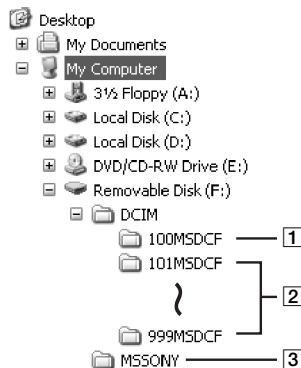 Desktop
My Documents
My Computer
3½ Floppy (A:)
Local Disk (C:)
Local Disk (D:)
DVD/CD-RW Drive (E:)
Removable Disk (F:)
DCIM
100MSDCF 1
101MSDCF
2
999MSDCF
MSSONY 3